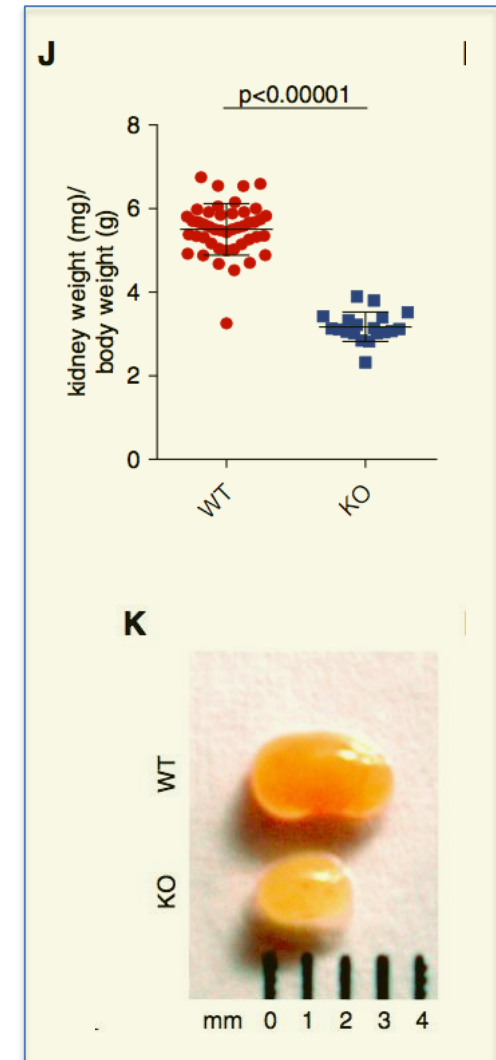 J
p<0.00001
8
6
4
2
0
kidney weight (mg)/
body weight (g)
WT
KO
K
WT
KO
mm 0 1 2 3 4